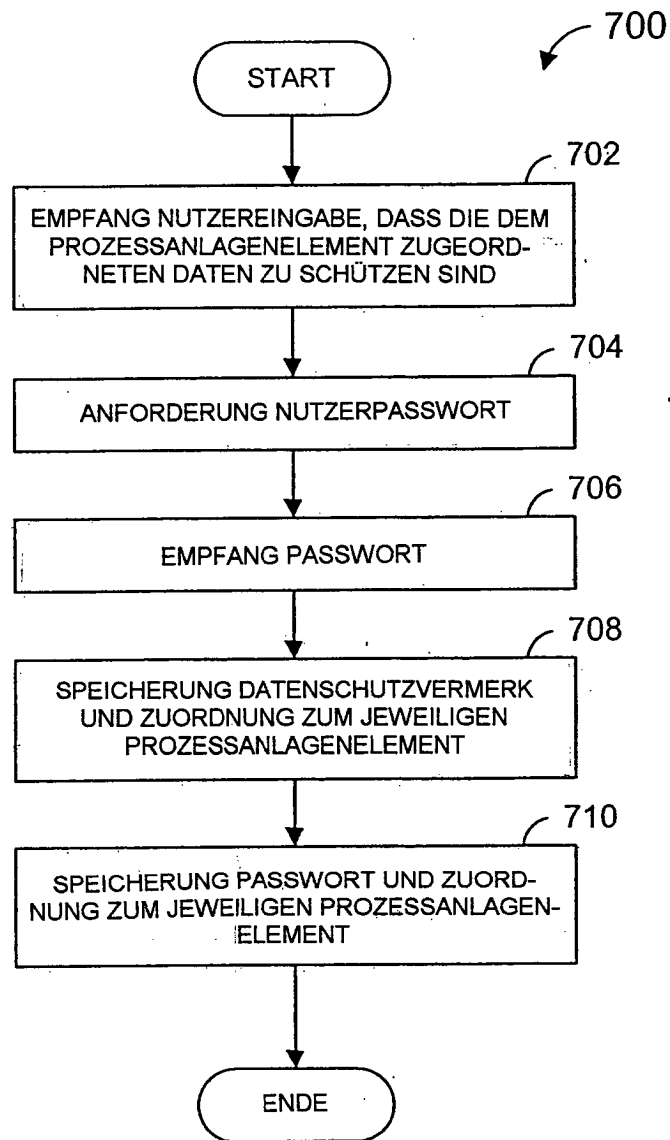 700
START
702
EMPFANG NUTZEREINGABE, DASS DIE DEM
PROZESSANLAGENELEMENT ZUGEORD-
NETEN DATEN ZU SCHÜTZEN SIND
704
ANFORDERUNG NUTZERPASSWORT
706
EMPFANG PASSWORT
708
SPEICHERUNG DATENSCHUTZVERMERK
UND ZUORDNUNG ZUM JEWEILIGEN
PROZESSANLAGENELEMENT
710
SPEICHERUNG PASSWORT UND ZUORD-
NUNG ZUM JEWEILIGEN PROZESSANLAGEN-
ELEMENT
ENDE